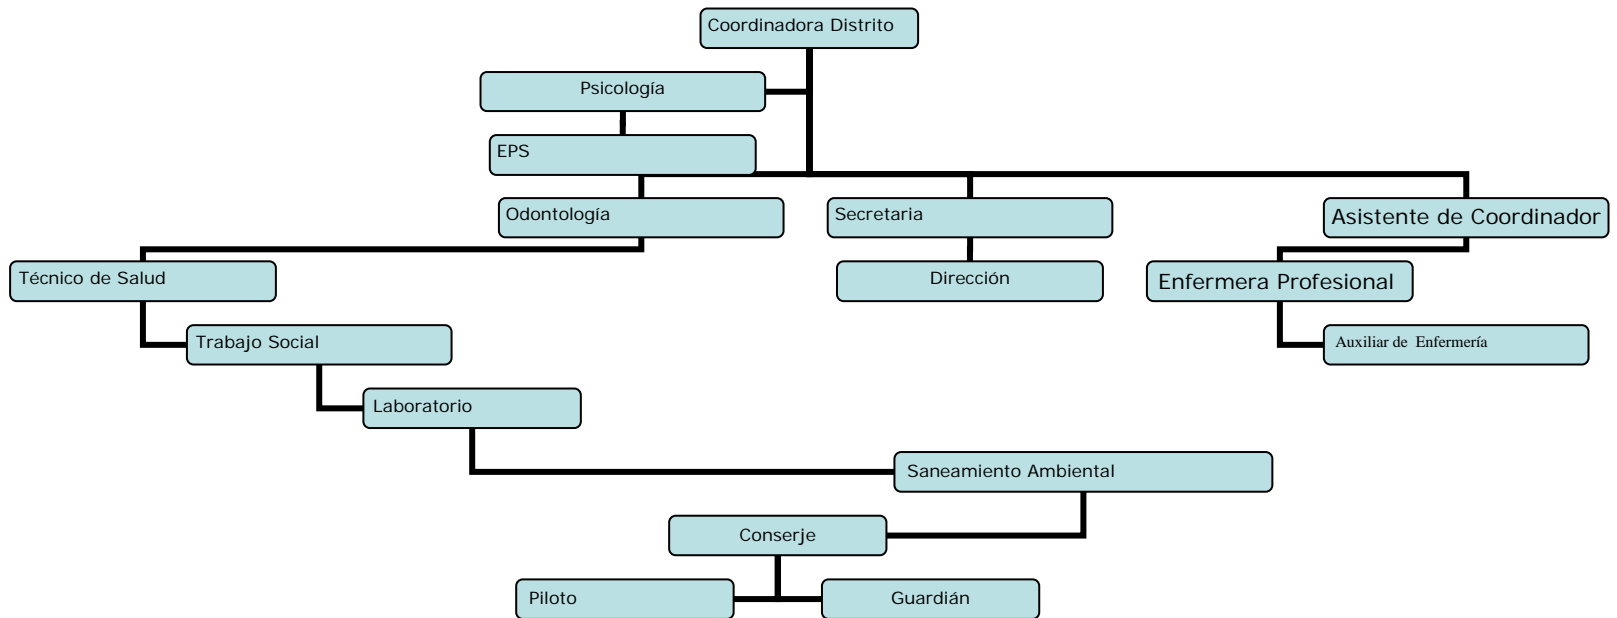 Coordinadora Distrito
Psicología
EPS
Odontología
Secretaria
Asistente de Coordinador
Técnico de Salud
Dirección
Enfermera Profesional
Trabajo Social
Auxiliar de Enfermería
Laboratorio
Saneamiento Ambiental
Conserje
Piloto
Guardián